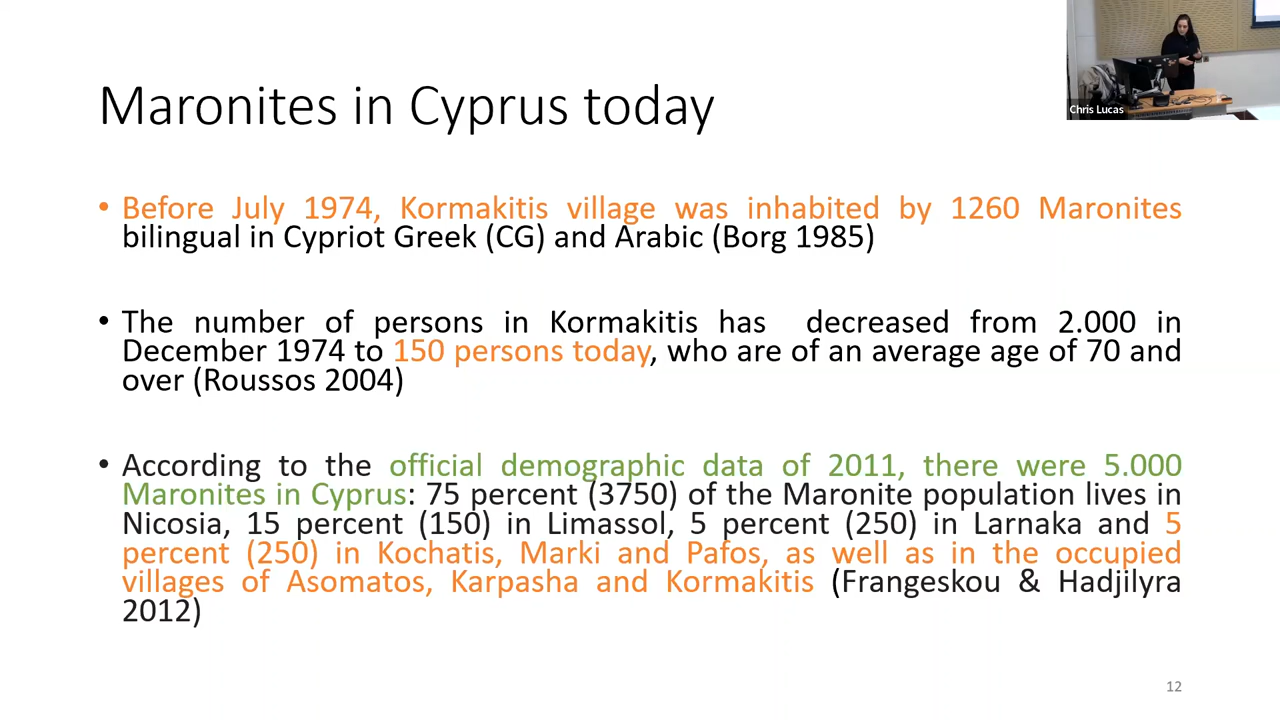 Chris Lucas
Maronites in Cyprus today
• Before July 1974, Kormakitis village was inhabited by 1260 Maronites
bilingual in Cypriot Greek (CG) and Arabic (Borg 1985)
• The number of persons in Kormakitis has decreased from 2.000 in
December 1974 to 150 persons today, who are of an average age of 70 and
over (Roussos 2004)
• According to the official demographic data of 2011, there were 5.000
Maronites in Cyprus: 75 percent (3750) of the Maronite population lives in
Nicosia, 15 percent (150) in Limassol, 5 percent (250) in Larnaka and 5
percent (250) in Kochatis, Marki and Pafos, as well as in the occupied
villages of Asomatos, Karpasha and Kormakitis (Frangeskou & Hadjilyra
2012)
12